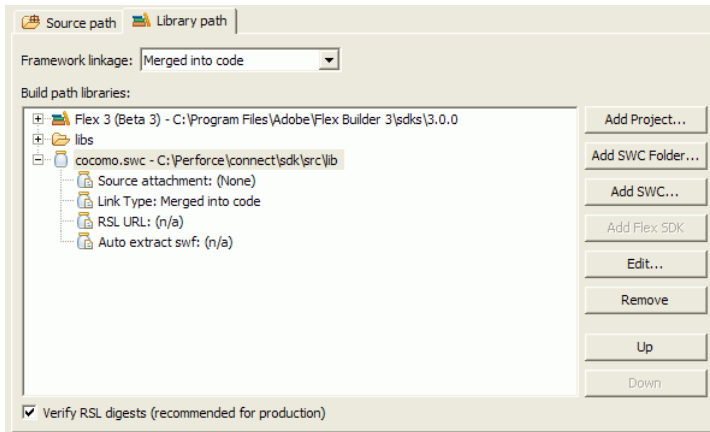 Source path Library path
Framework linkage: Merged into code
Build path libraries:
Flex 3 (Beta 3) - C:\Program Files\Adobe\Flex Builder 3\sdks\3.0.0
libs
cocomo.swc - C:\Perforce\connect\sdk\src\lib
Source attachment: (None)
Link Type: Merged into code
RSL URL: (n/a)
Auto extract swf: (n/a)
Add Project...
Add SWC Folder...
Add SWC...
Add Flex SDK
Edit...
Remove
Up
Down
Verify RSL digests (recommended for production)